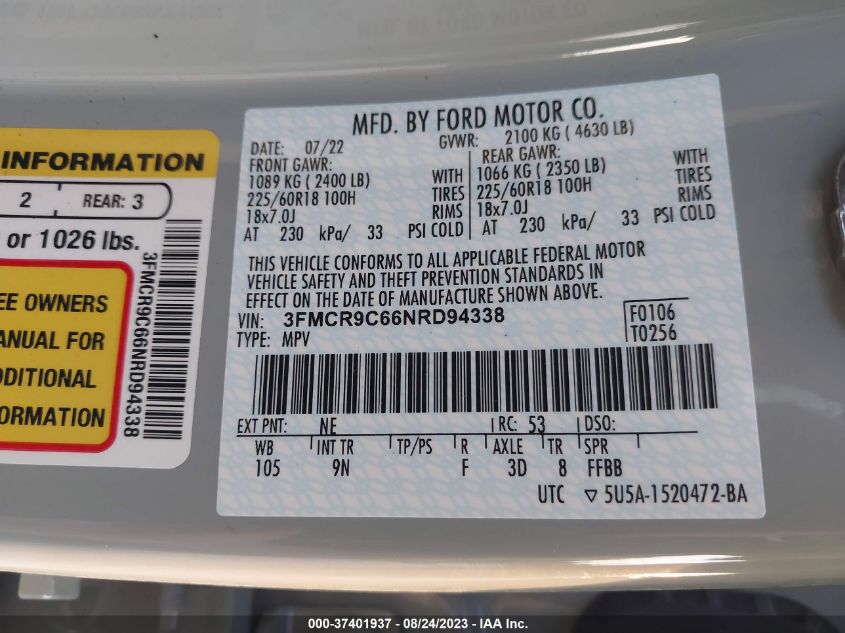 MFD. BY FORD MOTOR CO.
DATE: 07/22 GVWR: 2100 KG ( 4630 LB)
FRONT GAWR: REAR GAWR:
1089 KG (2400 LB) WITH 1066 KG ( 2350 LB) WITH
225/60R18 100H TIRES 225/60R18 100H TIRES
18x7.0J RIMS 18x7.0J RIMS
AT 230 kPa/ 33 PSI COLD AT 230 kPa/ 33 PSI COLD
THIS VEHICLE CONFORMS TO ALL APPLICABLE FEDERAL MOTOR
VEHICLE SAFETY AND THEFT PREVENTION STANDARDS IN
EFFECT ON THE DATE OF MANUFACTURE SHOWN ABOVE.
VIN: 3FMCR9C66NRD94338 F0106
TYPE: MPV T0256
EXT PNT: NE RC: 53 DSO:
WB INT TR TP/PS R AXLE TR SPR
105 9N F 3D 8 FFBB
UTC ▽ 5U5A-1520472-BA
INFORMATION
2 REAR: 3
or 1026 lbs.
EE OWNERS
ANUAL FOR
DDITIONAL
FORMATION
3FMCR9C66NRD94338
000-37401937 - 08/24/2023 - IAA Inc.